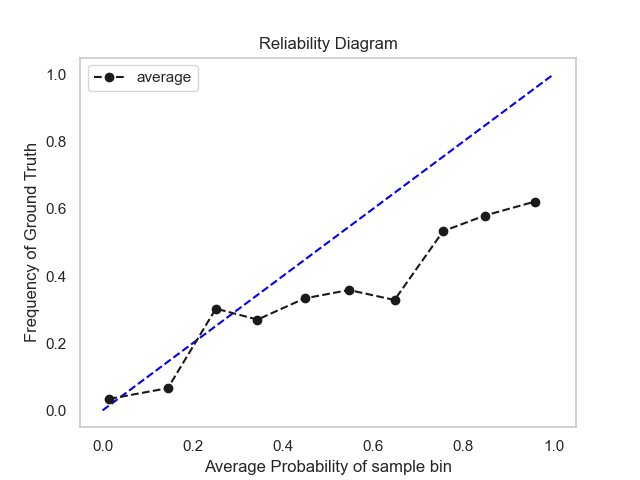 Reliability Diagram
average
Frequency of Ground Truth
1.0
0.8
0.6
0.4
0.2
0.0
0.0 0.2 0.4 0.6 0.8 1.0
Average Probability of sample bin